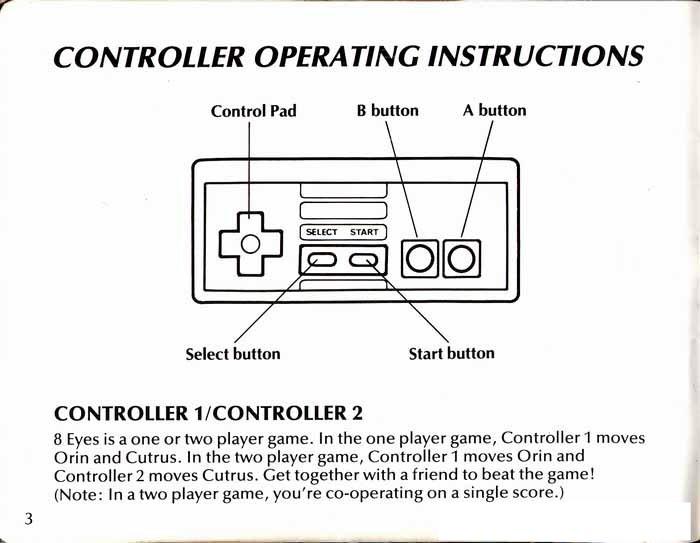 CONTROLLER OPERATING INSTRUCTIONS
Control Pad B button A button
SELECT START
Select button Start button
CONTROLLER 1/CONTROLLER 2
8 Eyes is a one or two player game. In the one player game, Controller 1 moves
Orin and Cutrus. In the two player game, Controller 1 moves Orin and
Controller 2 moves Cutrus. Get together with a friend to beat the game!
(Note: In a two player game, you're co-operating on a single score.)
3